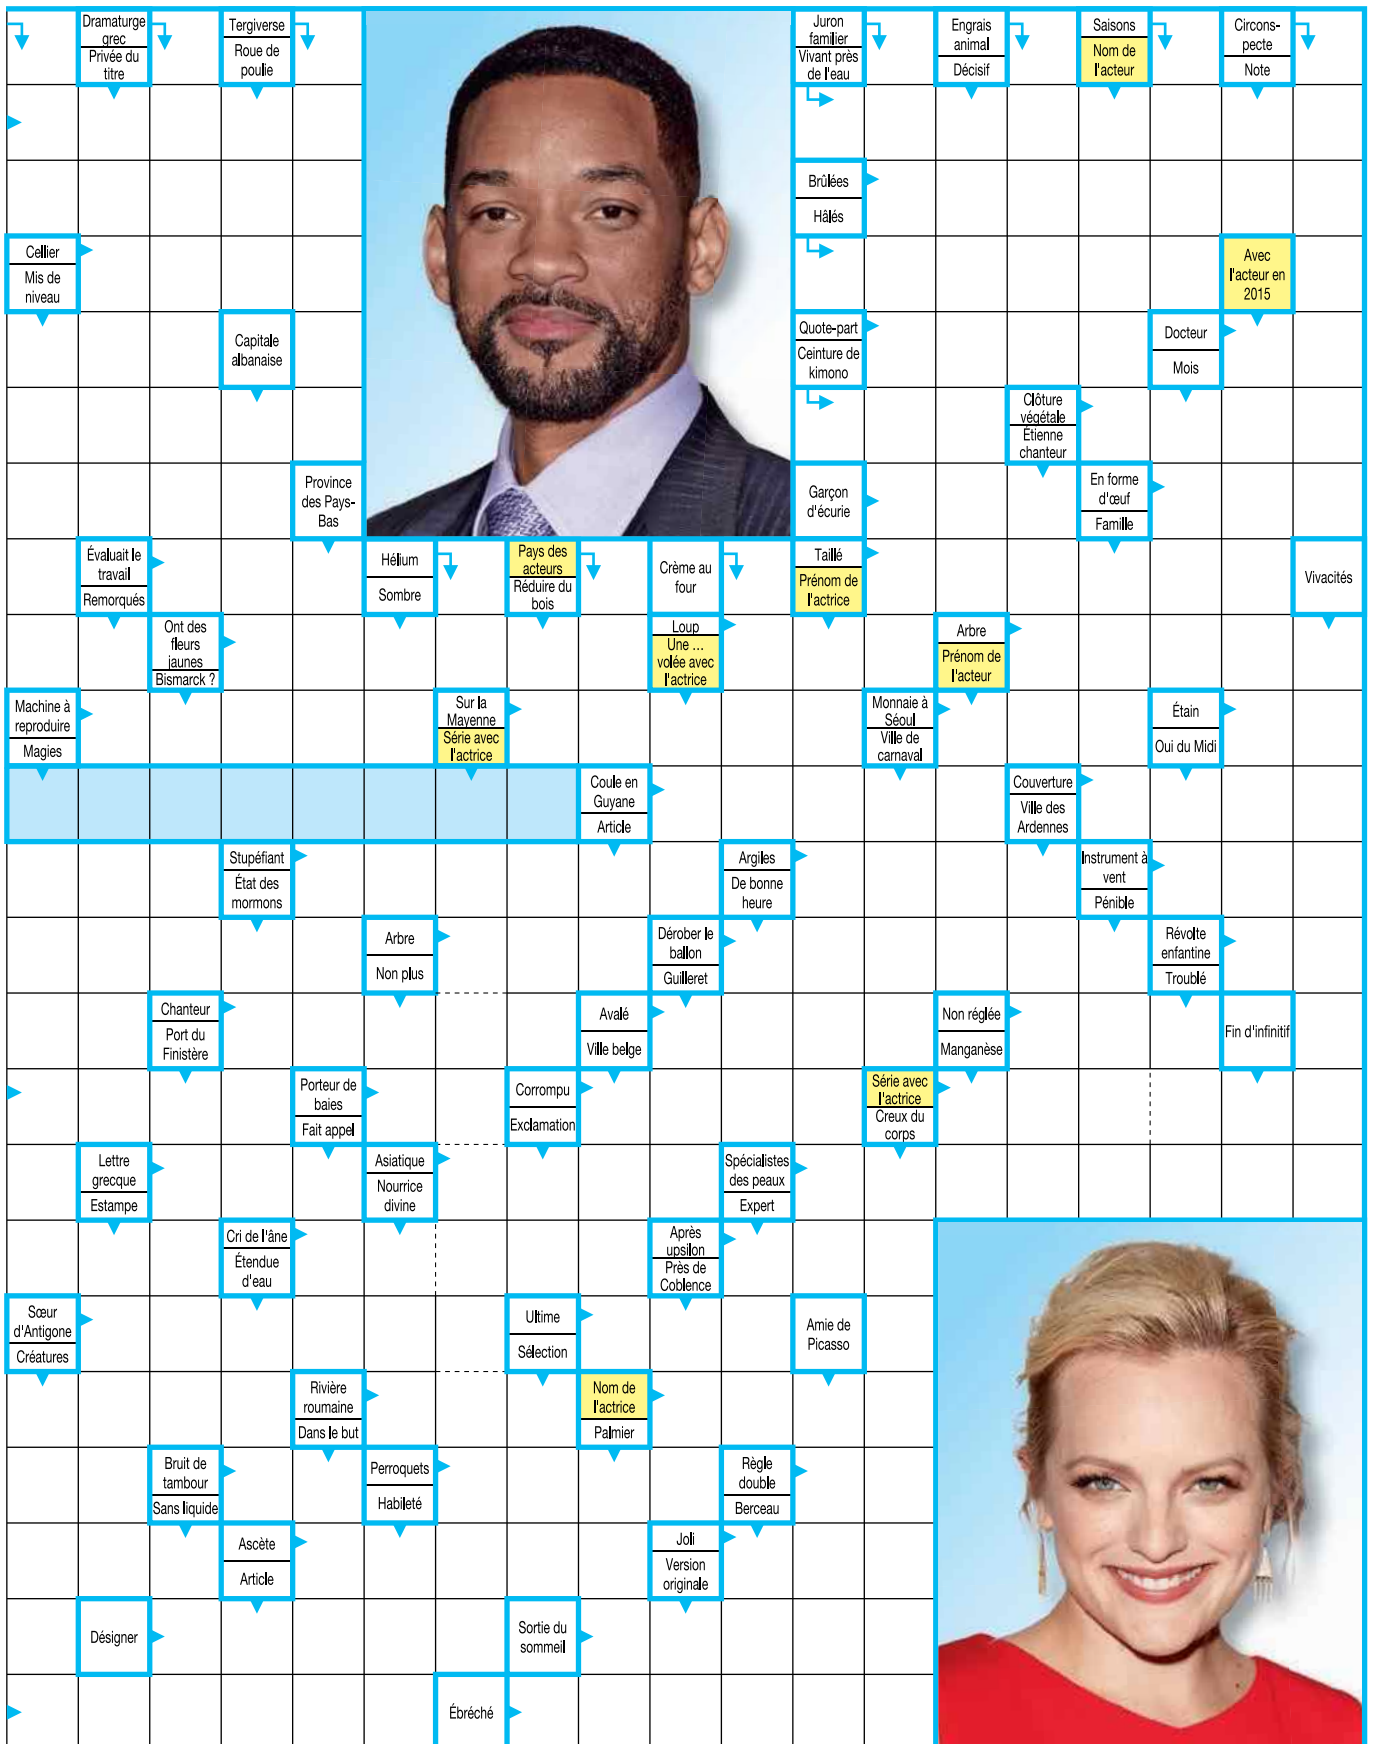 Dramaturge
grec
Privée du
titre
Tergiverse
Roue de
poulie
Juron
familier
Vivant près
de l'eau
Engrais
animal
Décisif
Saisons
Nom de
l'acteur
Circons-
pecte
Note
Brûlées
Hâlés
Cellier
Mis de
niveau
Avec
l'acteur en
2015
Capitale
albanaise
Quote-part
Ceinture de
kimono
Docteur
Mois
Clôture
végétale
Étienne
chanteur
Province
des Pays-
Bas
Garçon
d'écurie
En forme
d'œuf
Famille
Évaluait le
travail
Remorqués
Hélium
Sombre
Pays des
acteurs
Réduire du
bois
Crème au
four
Taillé
Prénom de
l'actrice
Vivacités
Ont des
fleurs
jaunes
Bismarck ?
Loup
Une ...
volée avec
l'actrice
Arbre
Prénom de
l'acteur
Machine à
reproduire
Magies
Sur la
Mayenne
Série avec
l'actrice
Monnaie à
Séoul
Ville de
carnaval
Étain
Oui du Midi
Coule en
Guyane
Article
Couverture
Ville des
Ardennes
Stupéfiant
État des
mormons
Argiles
De bonne
heure
Instrument à
vent
Pénible
Arbre
Non plus
Dérober le
ballon
Guilleret
Révolte
enfantine
Troublé
Chanteur
Port du
Finistère
Avalé
Ville belge
Non réglée
Manganèse
Fin d'infinitif
Porteur de
baies
Fait appel
Corrompu
Exclamation
Série avec
l'actrice
Creux du
corps
Lettre
grecque
Estampe
Asiatique
Nourrice
divine
Spécialistes
des peaux
Expert
Cri de l'âne
Étendue
d'eau
Après
upsilon
Près de
Coblence
Sœur
d'Antigone
Créatures
Ultime
Sélection
Amie de
Picasso
Rivière
roumaine
Dans le but
Nom de
l'actrice
Palmier
Bruit de
tambour
Sans liquide
Perroquets
Habileté
Règle
double
Berceau
Ascète
Article
Joli
Version
originale
Désigner
Sortie du
sommeil
Ébréché